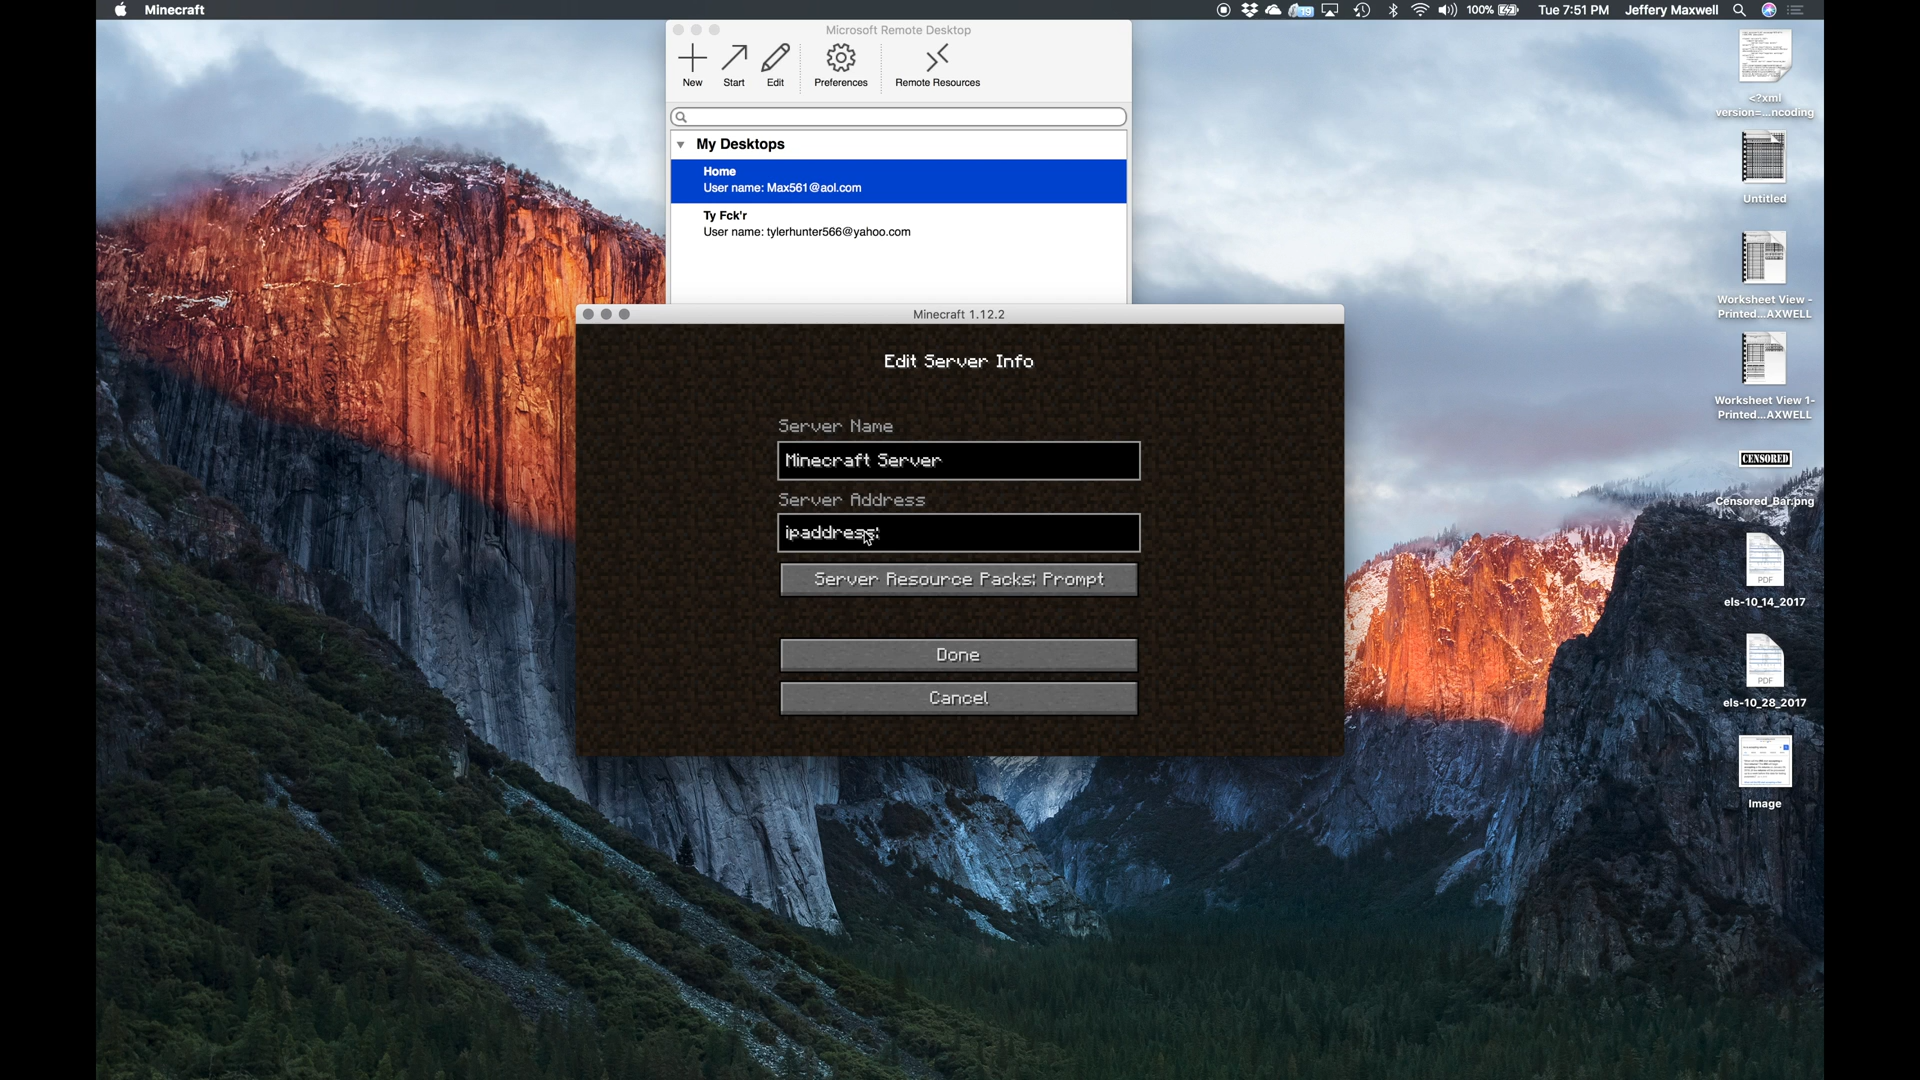 Minecraft
19
100%
Tue 7:51 PM
Jeffery Maxwell
Microsoft Remote Desktop
New
Start
Edit
Preferences
Remote Resources
My Desktops
Home
User name: Max561@aol.com
Ty Fck'r
User name: tylerhunter566@yahoo.com
Minecraft 1.12.2
Edit Server Info
Server Name
Minecraft Server
Server Address
ipaddress:
Server Resource Packs: Prompt
Done
Cancel
<?xml
version=...ncoding
Untitled
Worksheet View -
Printed...AXWELL
Worksheet View 1-
Printed...AXWELL
CENSORED
Censored_Bar.png
PDF
els-10_14_2017
PDF
els-10_28_2017
Image